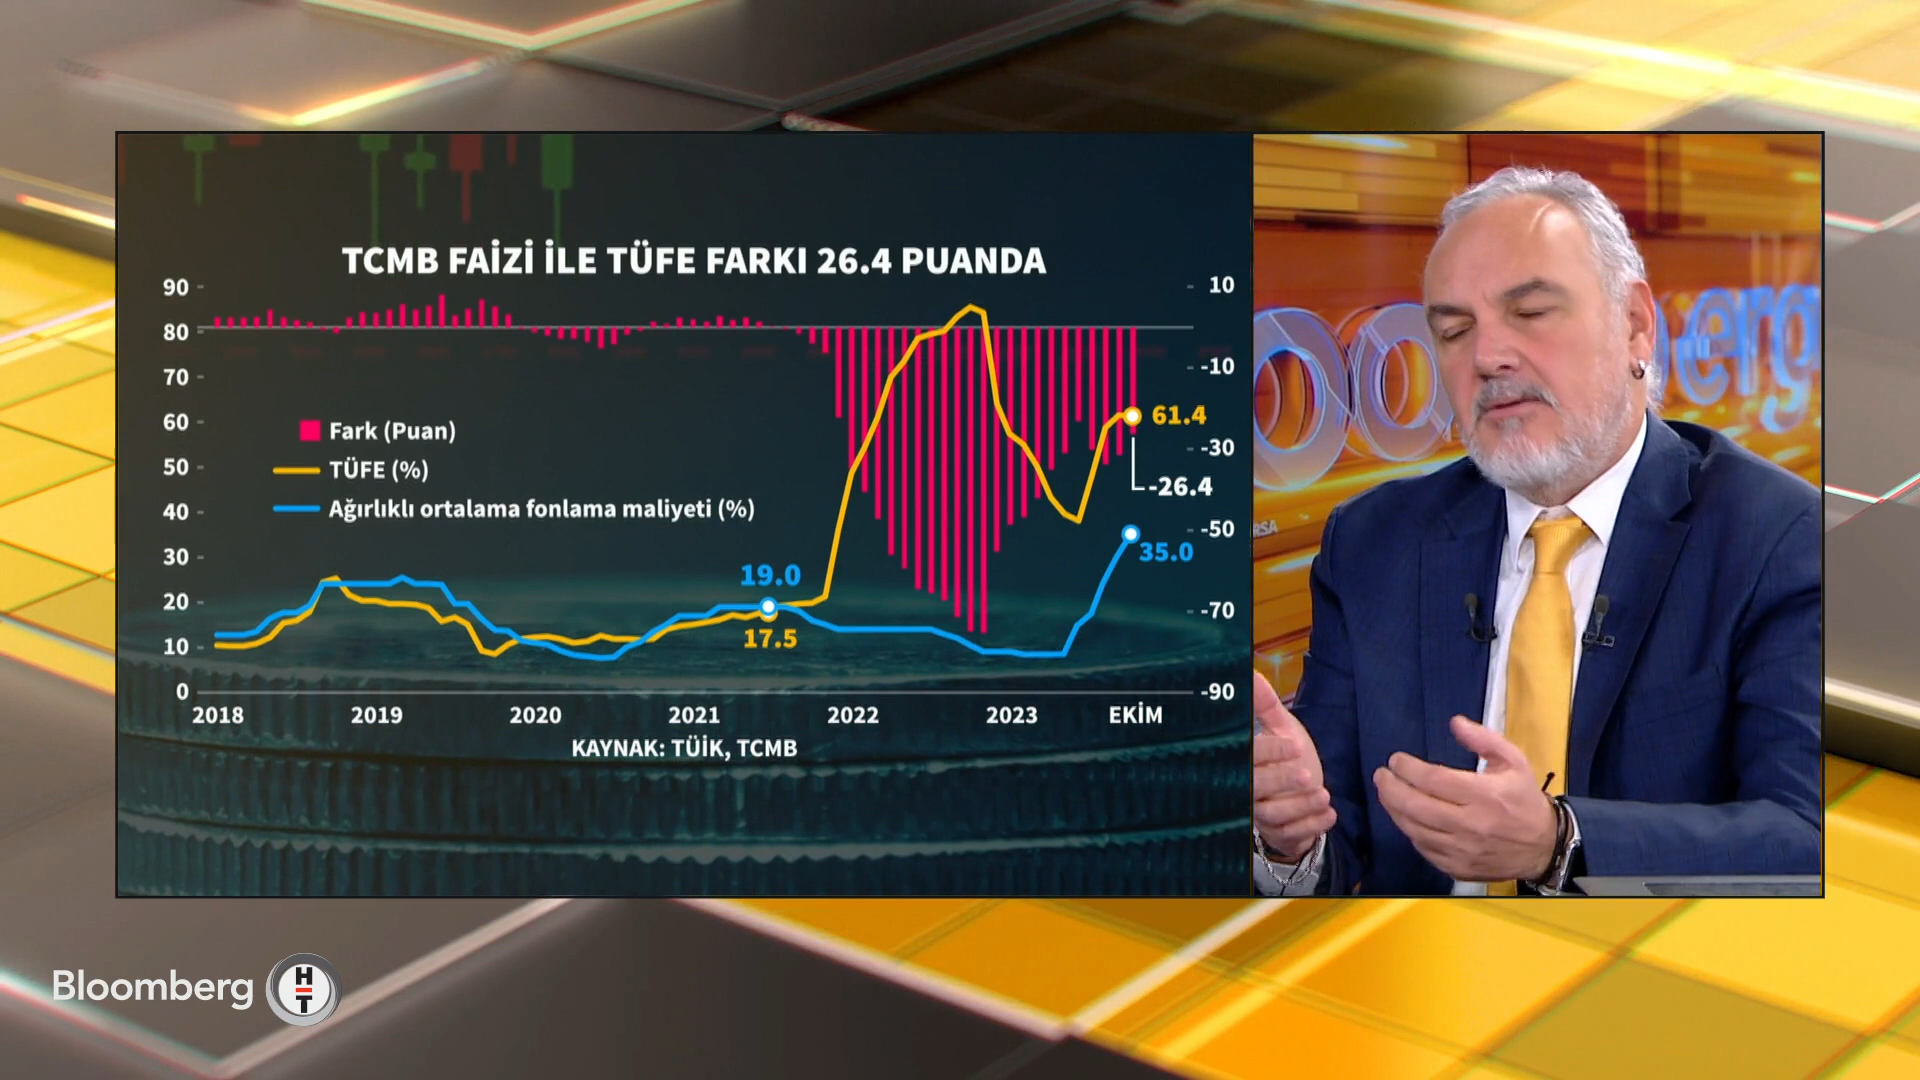 TCMB FAİZİ İLE TÜFE FARKI 26.4 PUANDA
90
80
70
60
50
40
30
20
10
0
10
-10
-30
-50
-70
-90
Fark (Puan)
TÜFE (%)
Ağırlıklı ortalama fonlama maliyeti (%)
61.4
-26.4
35.0
19.0
17.5
2018 2019 2020 2021 2022 2023 EKİM
KAYNAK: TÜİK, TCMB
erg
RSA
Bloomberg
HT